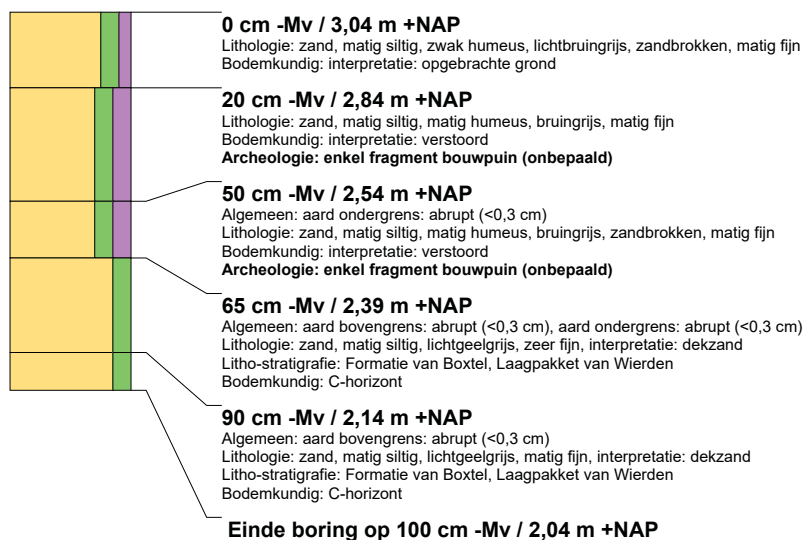 0 cm -Mv / 3,04 m +NAP
Lithologie: zand, matig siltig, zwak humeus, lichtbruingrijs, zandbrokken, matig fijn
Bodemkundig: interpretatie: opgebrachte grond
20 cm -Mv / 2,84 m +NAP
Lithologie: zand, matig siltig, matig humeus, bruingrijs, matig fijn
Bodemkundig: interpretatie: verstoord
Archeologie: enkel fragment bouwpuin (onbepaald)
50 cm -Mv / 2,54 m +NAP
Algemeen: aard ondergrens: abrupt (<0,3 cm)
Lithologie: zand, matig siltig, matig humeus, bruingrijs, zandbrokken, matig fijn
Bodemkundig: interpretatie: verstoord
Archeologie: enkel fragment bouwpuin (onbepaald)
65 cm -Mv / 2,39 m +NAP
Algemeen: aard bovengrens: abrupt (<0,3 cm), aard ondergrens: abrupt (<0,3 cm)
Lithologie: zand, matig siltig, lichtgeelgrijs, zeer fijn, interpretatie: dekzand
Litho-stratigrafie: Formatie van Boxtel, Laagpakket van Wierden
Bodemkundig: C-horizont
90 cm -Mv / 2,14 m +NAP
Algemeen: aard bovengrens: abrupt (<0,3 cm)
Lithologie: zand, matig siltig, lichtgeelgrijs, matig fijn, interpretatie: dekzand
Litho-stratigrafie: Formatie van Boxtel, Laagpakket van Wierden
Bodemkundig: C-horizont
Einde boring op 100 cm -Mv / 2,04 m +NAP